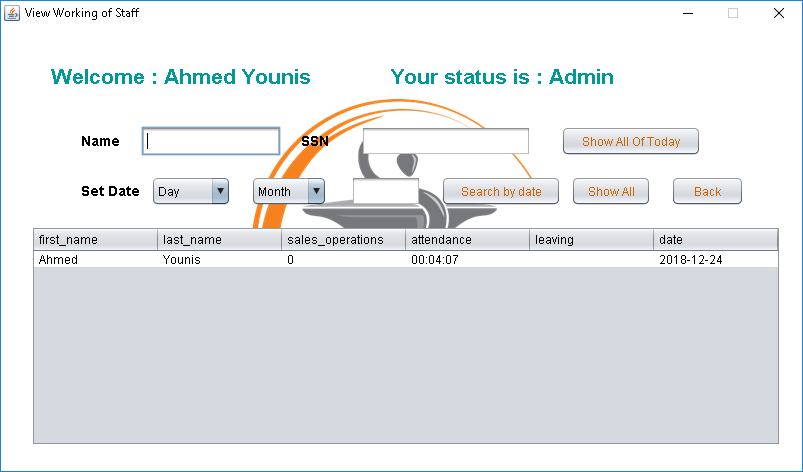 View Working of Staff
Welcome : Ahmed Younis Your status is : Admin
Name SSN Show All Of Today
Set Date Day Month Search by date Show All Back
first_name last_name sales_operations attendance leaving date
Ahmed Younis 0 00:04:07 2018-12-24